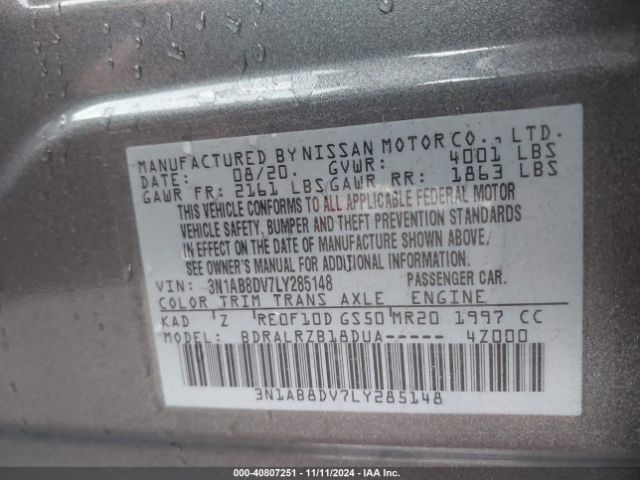 MANUFACTURED BY NISSAN MOTOR CO., LTD.
DATE: 08/20. GVWR: 4001 LBS
GAWR FR: 2161 LBS GAWR RR: 1863 LBS
THIS VEHICLE CONFORMS TO ALL APPLICABLE FEDERAL MOTOR
VEHICLE SAFETY, BUMPER AND THEFT PREVENTION STANDARDS
IN EFFECT ON THE DATE OF MANUFACTURE SHOWN ABOVE.
SEE OWNER'S MANUAL FOR ADDITIONAL INFORMATION.
VIN: 3N1AB8DV7LY285148 PASSENGER CAR.
COLOR TRIM TRANS AXLE ENGINE
KAD Z RE0F10D GS50 MR20 1997 CC
MODEL: BDRALRZB18DUA----- 4Z000
3N1AB8DV7LY285148
000-40807251 - 11/11/2024 - IAAI.com